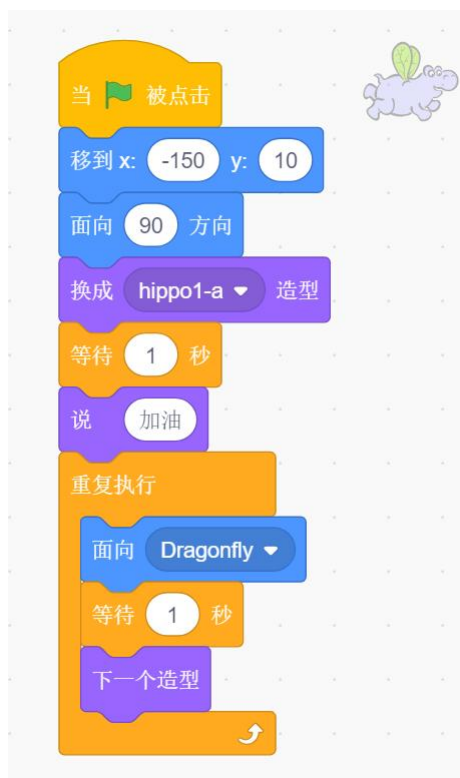 当 被点击
移到 x: -150 y: 10
面向 90 方向
换成 hippo1-a 造型
等待 1 秒
说 加油
重复执行
面向 Dragonfly
等待 1 秒
下一个造型